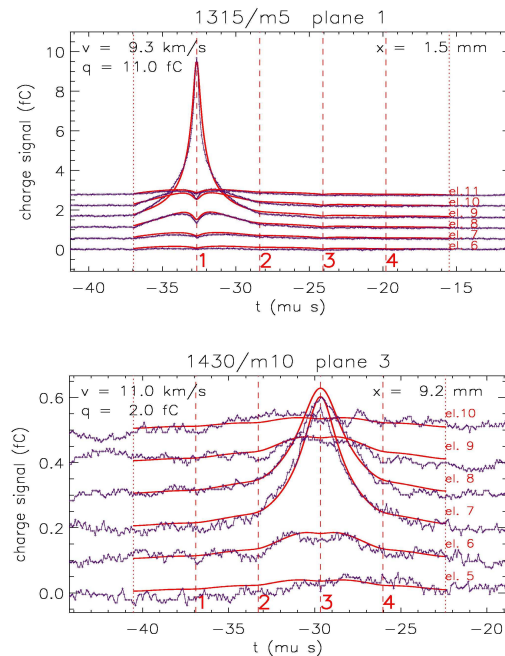 1315/m5 plane 1
v = 9.3 km/s x = 1.5 mm
q = 11.0 fC
charge signal (fC)
10
8
6
4
2
0
el.11
el.10
el. 9
el. 8
el. 7
el. 6
1 2 3 4
−40 −35 −30 −25 −20 −15
t (mu s)
1430/m10 plane 3
v = 11.0 km/s x = 9.2 mm
q = 2.0 fC
charge signal (fC)
0.6
0.4
0.2
0.0
el.10
el. 9
el. 8
el. 7
el. 6
el. 5
1 2 3 4
−40 −35 −30 −25 −20
t (mu s)